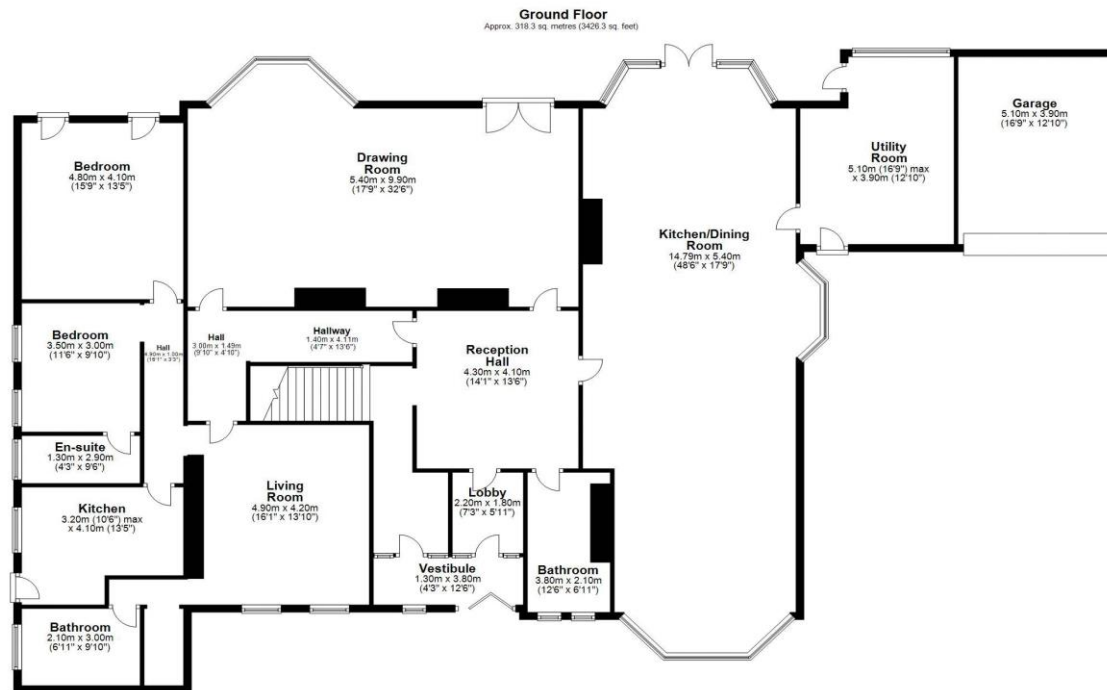 Ground Floor
Approx. 318.3 sq. metres (3426.3 sq. feet)
Garage
5.10m x 3.90m
(16'9" x 12'10")
Utility
Room
5.10m (16'9") max
x 3.90m (12'10")
Bedroom
4.80m x 4.10m
(15'9" x 13'5")
Drawing
Room
5.40m x 9.90m
(17'9" x 32'6")
Kitchen/Dining
Room
14.79m x 5.40m
(48'6" x 17'9")
Bedroom
3.50m x 3.00m
(11'6" x 9'10")
Hall
4.90m x 1.00m
(16'1" x 3'3")
Hall
3.00m x 1.49m
(9'10" x 4'10")
Hallway
1.40m x 4.11m
(4'7" x 13'6")
Reception
Hall
4.30m x 4.10m
(14'1" x 13'6")
En-suite
1.30m x 2.90m
(4'3" x 9'6")
Kitchen
3.20m (10'6") max
x 4.10m (13'5")
Living
Room
4.90m x 4.20m
(16'1" x 13'10")
Lobby
2.20m x 1.80m
(7'3" x 5'11")
Vestibule
1.30m x 3.80m
(4'3" x 12'6")
Bathroom
3.80m x 2.10m
(12'6" x 6'11")
Bathroom
2.10m x 3.00m
(6'11" x 9'10")